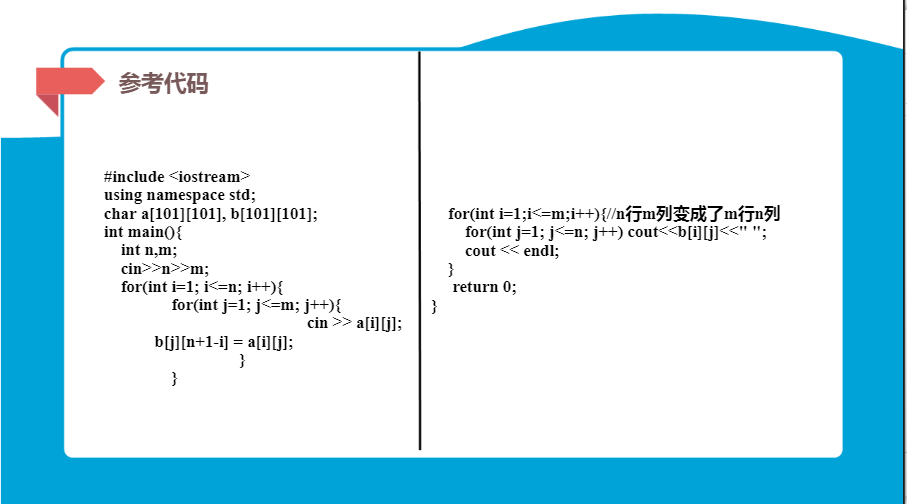 参考代码
#include <iostream>
using namespace std;
char a[101][101], b[101][101];
int main(){
int n,m;
cin>>n>>m;
for(int i=1; i<=n; i++){
for(int j=1; j<=m; j++){
cin >> a[i][j];
b[j][n+1-i] = a[i][j];
}
}
for(int i=1;i<=m;i++){//n行m列变成了m行n列
for(int j=1; j<=n; j++) cout<<b[i][j]<<" ";
cout << endl;
}
return 0;
}